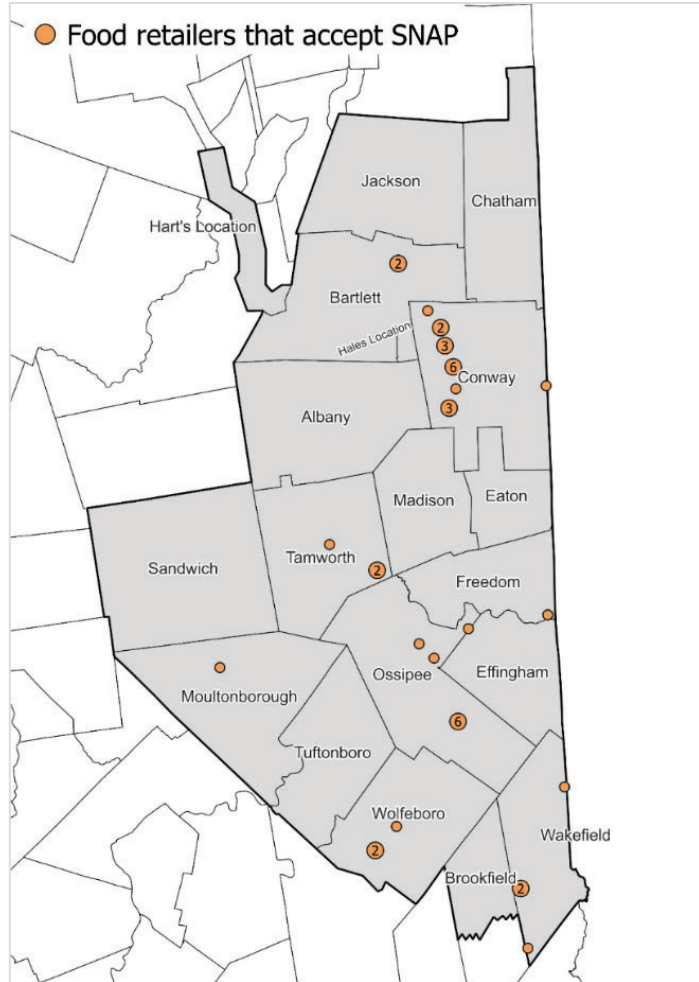 Food retailers that accept SNAP
Jackson
Chatham
Hart's Location
2
Bartlett
Hales Location
2
3
6
Conway
3
Albany
Madison
Eaton
Tamworth
2
Sandwich
Freedom
Ossipee
Effingham
Moultonborough
6
Tuftonboro
Wolfeboro
2
Wakefield
Brookfield
2